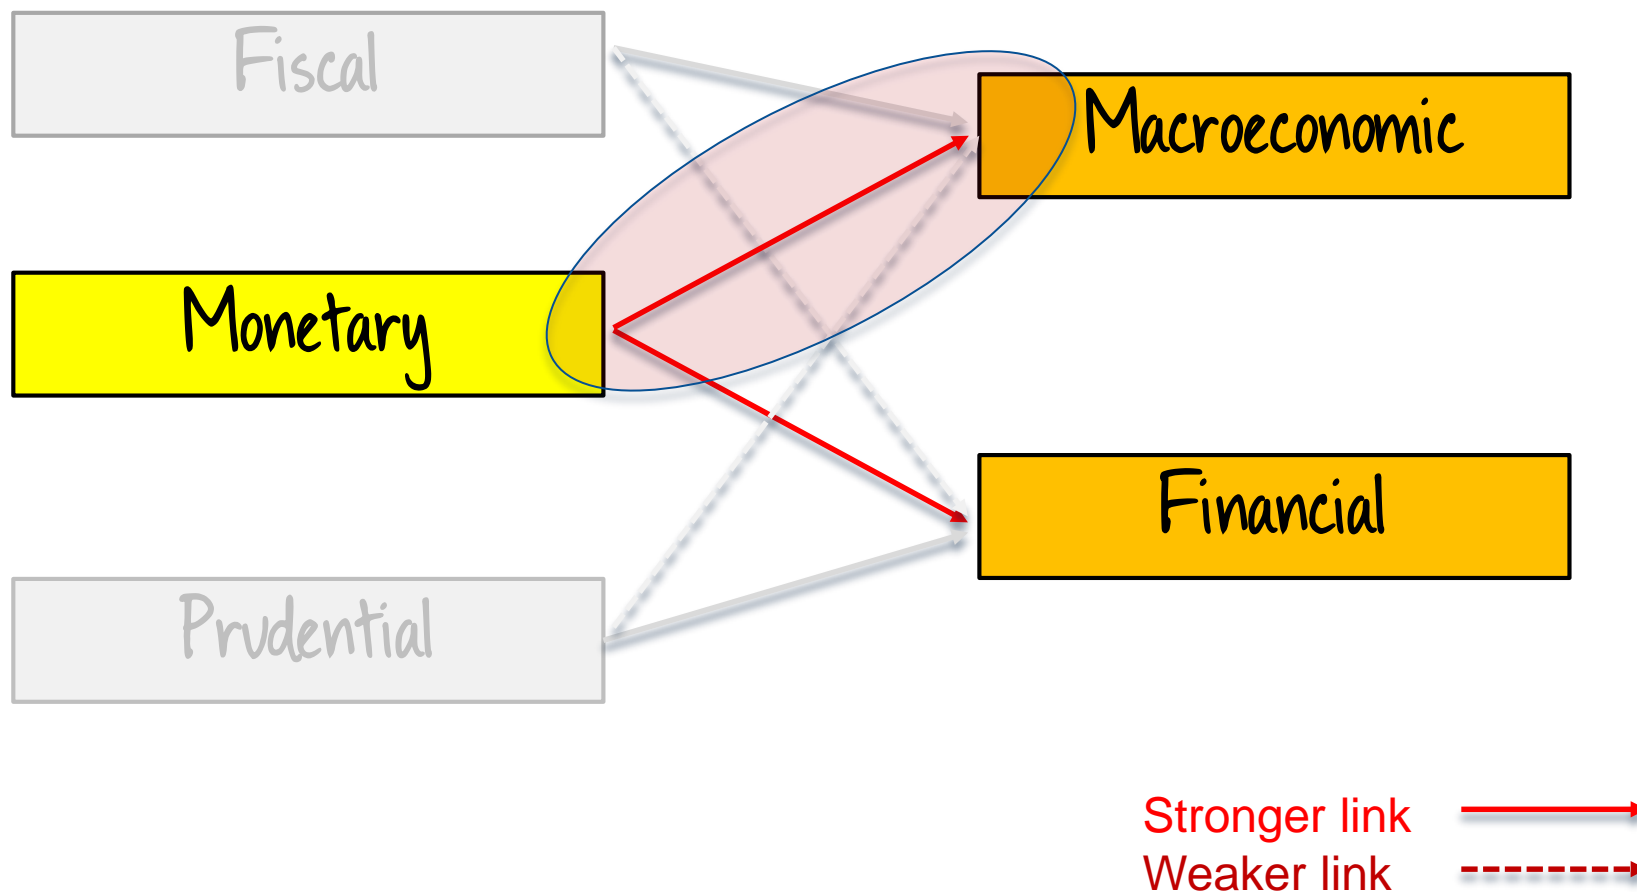 Fiscal
Macroeconomic
Monetary
Financial
Prudential
Stronger link
Weaker link